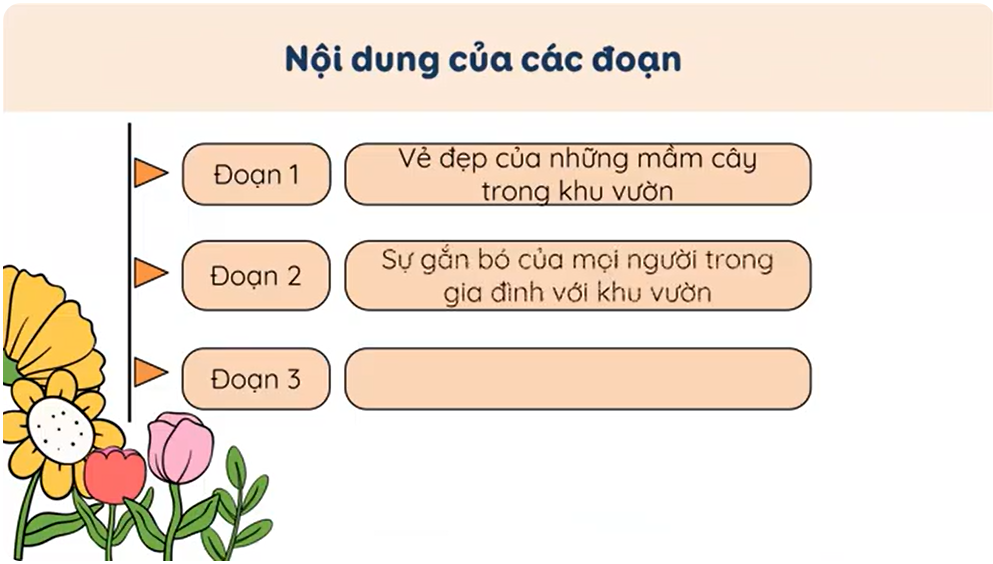 Nội dung của các đoạn
Đoạn 1
Vẻ đẹp của những mầm cây
trong khu vườn
Đoạn 2
Sự gắn bó của mọi người trong
gia đình với khu vườn
Đoạn 3